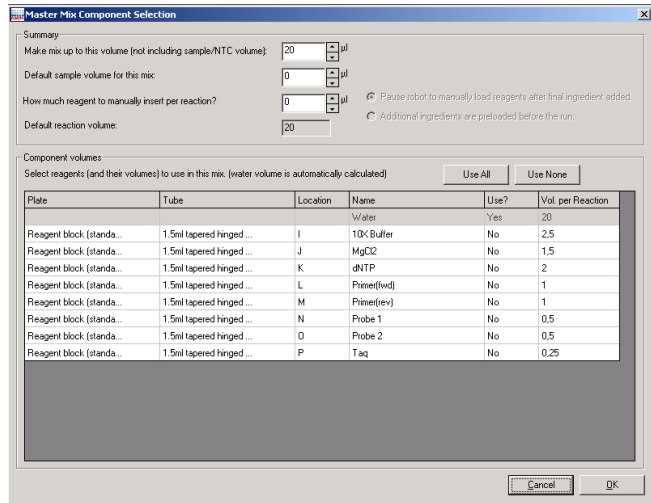 Master Mix Component Selection
Summary
Make mix up to this volume (not including sample/NTC volume): 20 µl
Default sample volume for this mix: 0 µl
How much reagent to manually insert per reaction? 0 µl
Pause robot to manually load reagents after final ingredient added.
Additional ingredients are preloaded before the run.
Default reaction volume: 20
Component volumes
Select reagents (and their volumes) to use in this mix. (water volume is automatically calculated) Use All Use None
Plate Tube Location Name Use? Vol. per Reaction
Water Yes 20
Reagent block (standa... 1.5ml tapered hinged ... I 10X Buffer No 2,5
Reagent block (standa... 1.5ml tapered hinged ... J MgCl2 No 1,5
Reagent block (standa... 1.5ml tapered hinged ... K dNTP No 2
Reagent block (standa... 1.5ml tapered hinged ... L Primer(fwd) No 1
Reagent block (standa... 1.5ml tapered hinged ... M Primer(rev) No 1
Reagent block (standa... 1.5ml tapered hinged ... N Probe 1 No 0,5
Reagent block (standa... 1.5ml tapered hinged ... O Probe 2 No 0,5
Reagent block (standa... 1.5ml tapered hinged ... P Taq No 0,25
Cancel OK